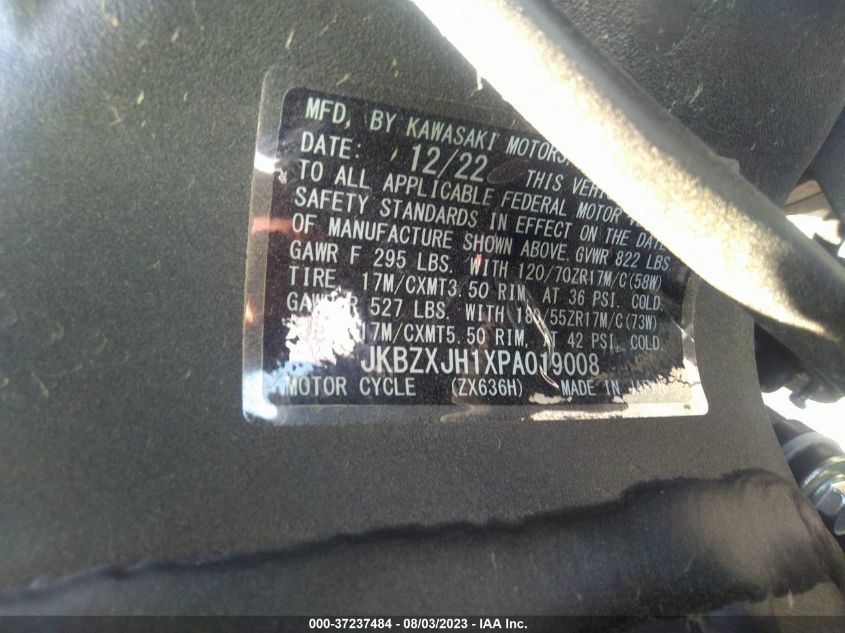 MFD. BY KAWASAKI MOTORS,
DATE: 12/22 THIS
TO ALL APPLICABLE FEDERAL MOTOR
SAFETY STANDARDS IN EFFECT ON THE DATE
OF MANUFACTURE SHOWN ABOVE. GVWR 822 LBS.
GAWR F 295 LBS. WITH 120/70ZR17M/C(58W)
TIRE, 17M/CXMT3.50 RIM, AT 36 PSI. COLD.
527 LBS. WITH 180/55ZR17M/C(73W)
17M/CXMT5.50 RIM, AT 42 PSI. COLD.
JKBZXJH1XPA019008
MOTOR CYCLE (ZX636H) MADE IN JAPAN
000-37237484 - 08/03/2023 - IAA Inc.